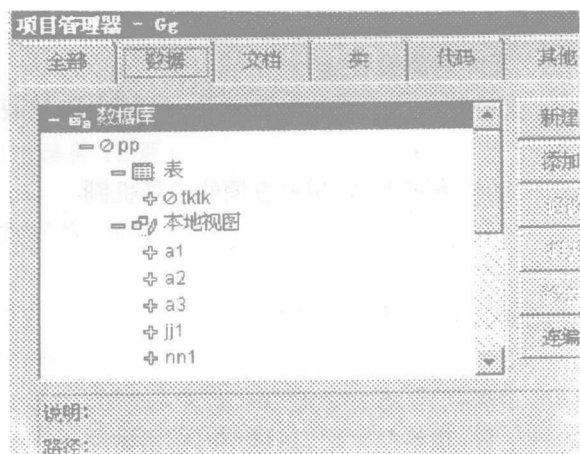 项目管理器 - Gg
全部 数据 文档 类 代码 其他
数据库
pp
表
tktk
本地视图
a1
a2
a3
jj1
nn1
新建
添加
连编
说明:
路径: